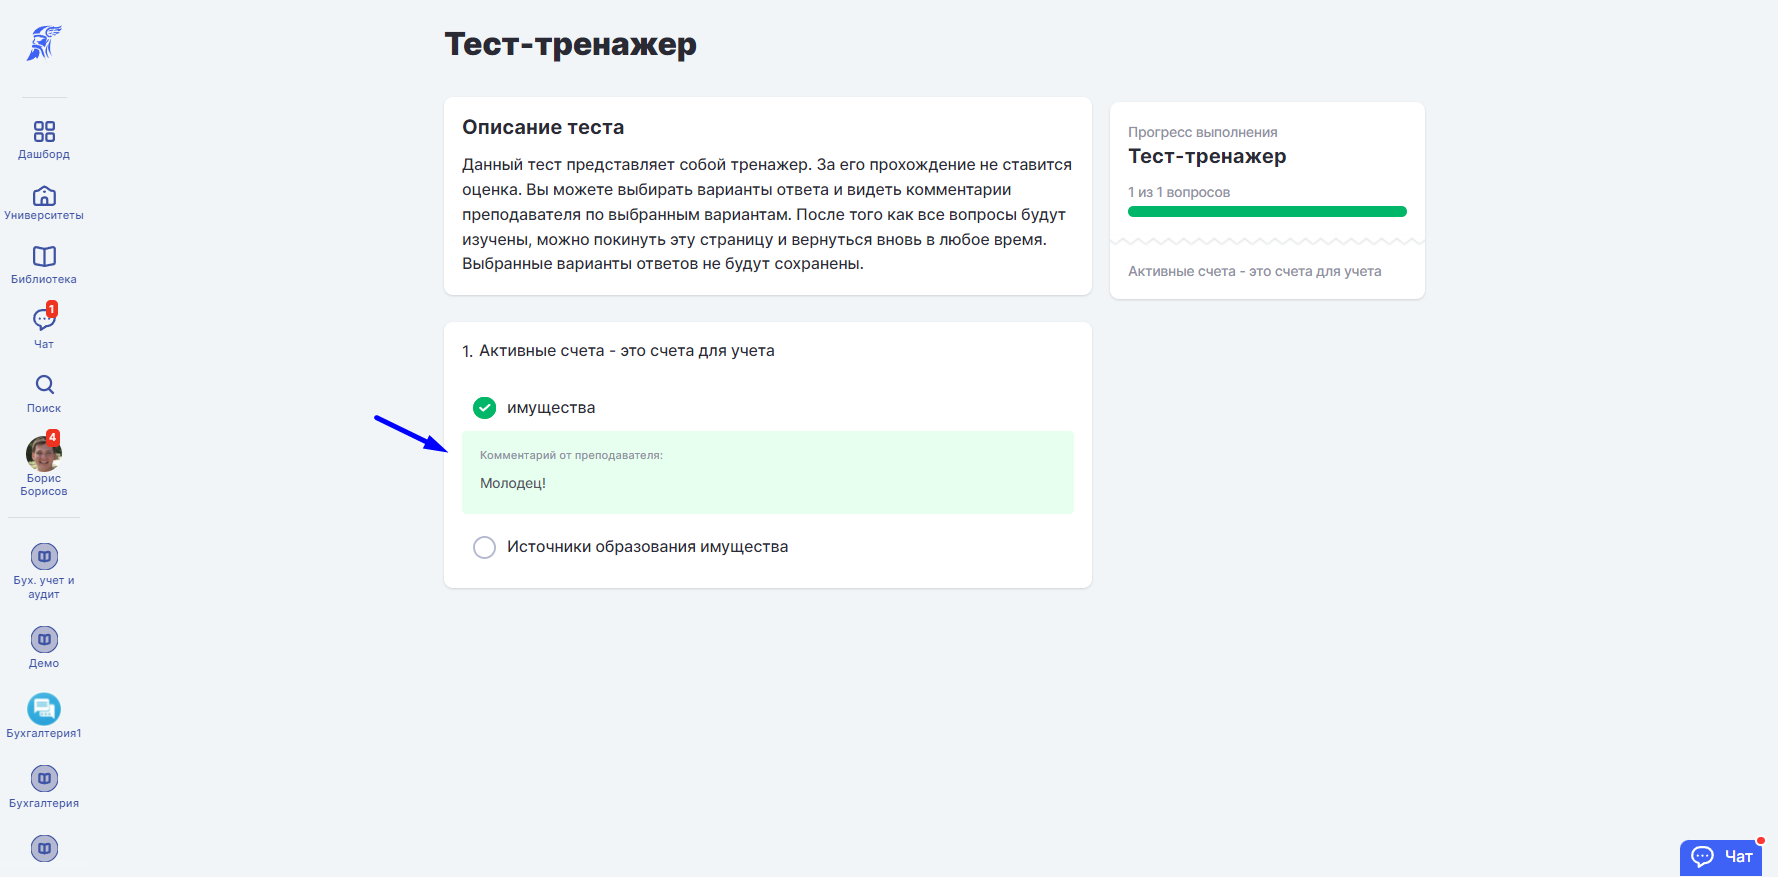 Тест-тренажер
Описание теста
Данный тест представляет собой тренажер. За его прохождение не ставится
оценка. Вы можете выбирать варианты ответа и видеть комментарии
преподавателя по выбранным вариантам. После того как все вопросы будут
изучены, можно покинуть эту страницу и вернуться вновь в любое время.
Выбранные варианты ответов не будут сохранены.
Прогресс выполнения
Тест-тренажер
1 из 1 вопросов
Активные счета - это счета для учета
1. Активные счета - это счета для учета
имущества
Комментарий от преподавателя:
Молодец!
Источники образования имущества
Дашборд
Университеты
Библиотека
1
Чат
Поиск
4
Борис
Борисов
Бух. учет и
аудит
Демо
Бухгалтерия1
Бухгалтерия
Чат